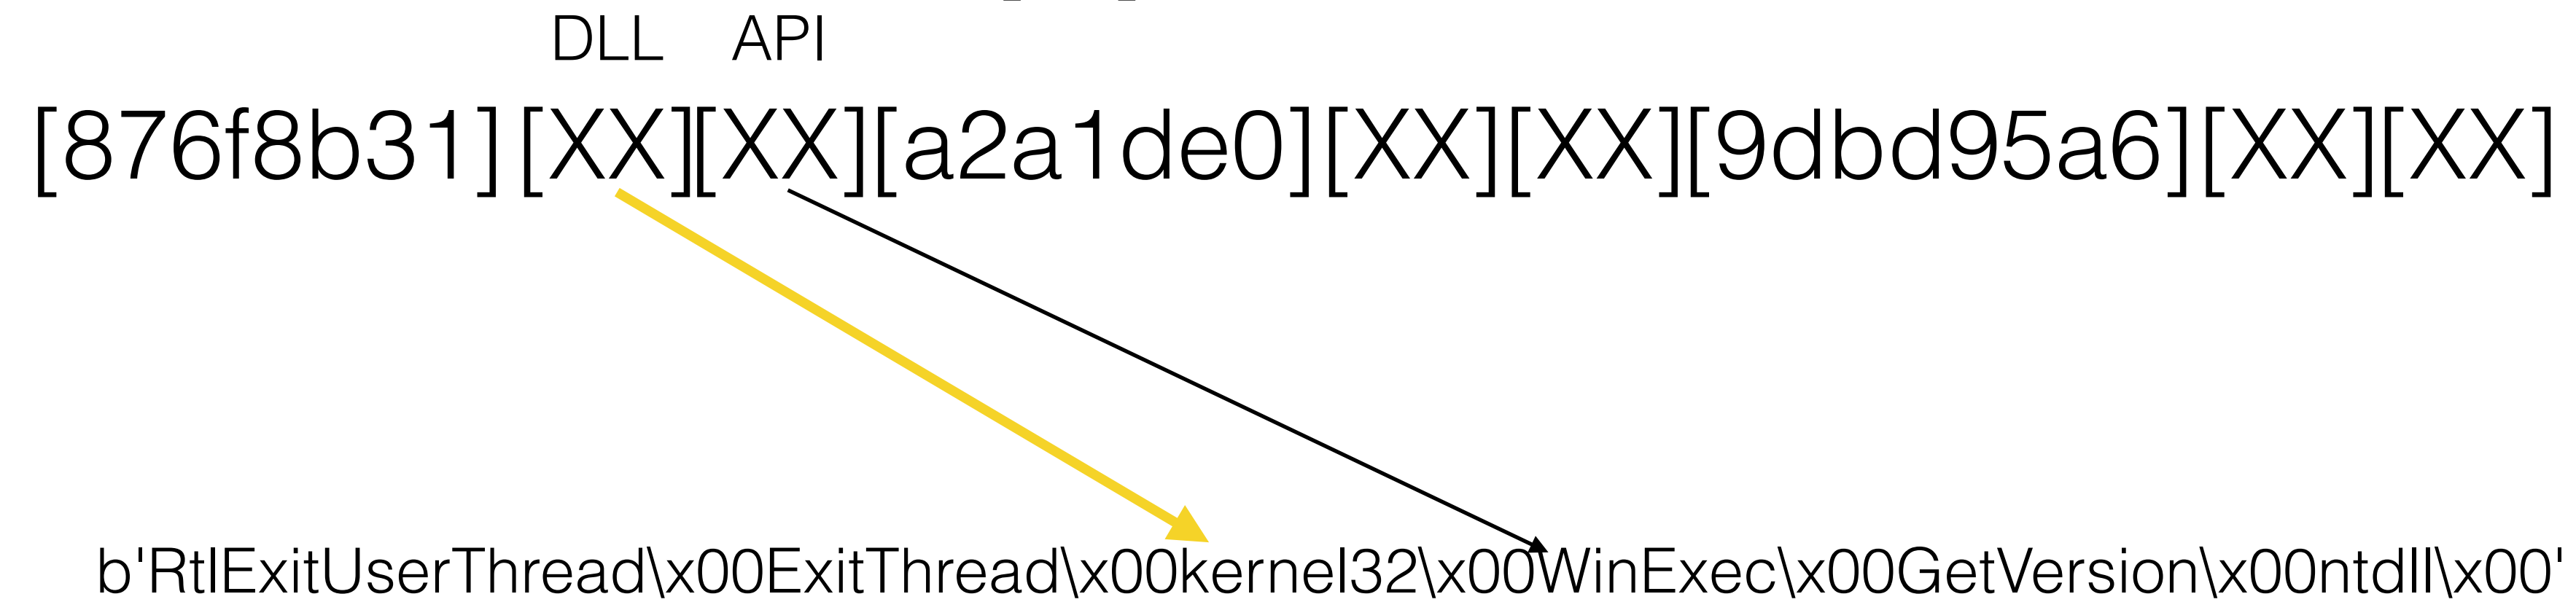 DLL API
[876f8b31][XX][XX][a2a1de0][XX][XX][9dbd95a6][XX][XX]
b'RtlExitUserThread\x00ExitThread\x00kernel32\x00WinExec\x00GetVersion\x00ntdll\x00'